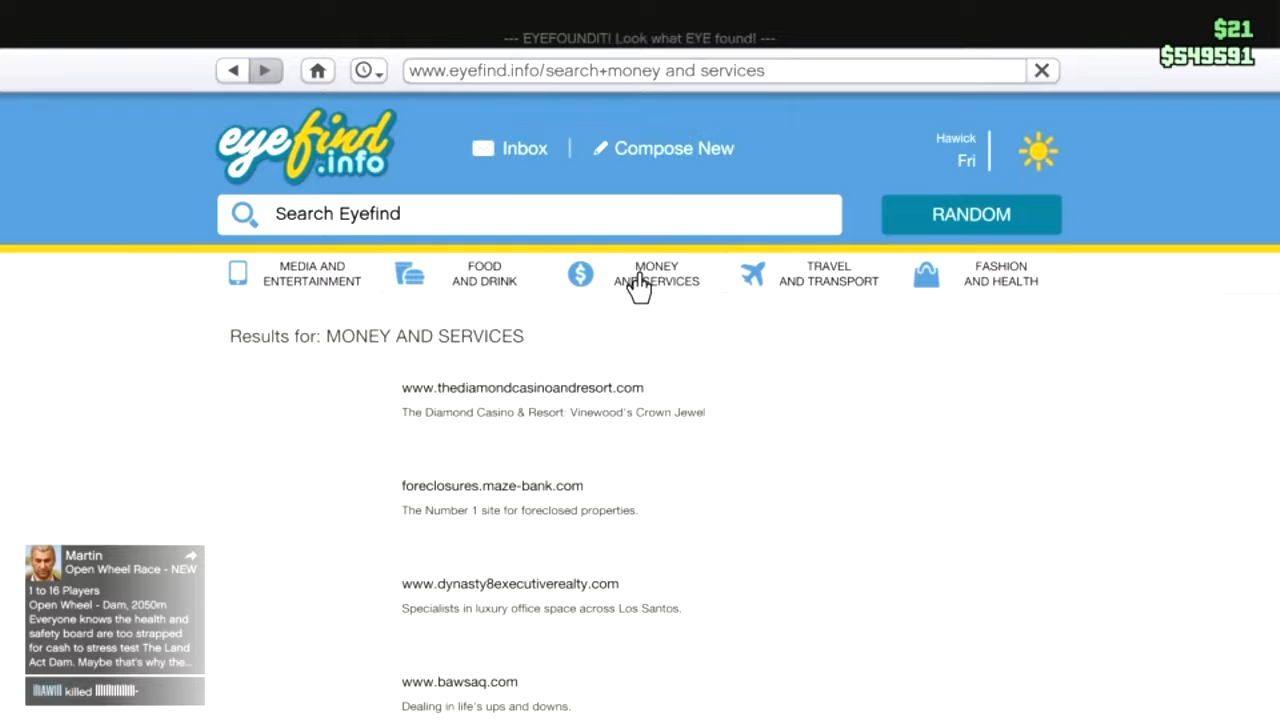 --- EYEFOUNDIT! Look what EYE found! ---
$21
$549591
www.eyefind.info/search+money and services
eyefind.info
Inbox
Compose New
Hawick
Fri
Search Eyefind
RANDOM
MEDIA AND
ENTERTAINMENT
FOOD
AND DRINK
MONEY
AND SERVICES
TRAVEL
AND TRANSPORT
FASHION
AND HEALTH
Results for: MONEY AND SERVICES
www.thediamondcasinoandresort.com
The Diamond Casino & Resort: Vinewood's Crown Jewel
foreclosures.maze-bank.com
The Number 1 site for foreclosed properties.
www.dynasty8executiverealty.com
Specialists in luxury office space across Los Santos.
www.bawsaq.com
Dealing in life's ups and downs.
Martin
Open Wheel Race - NEW
1 to 16 Players
Open Wheel - Dam, 2050m
Everyone knows the health and
safety board are too strapped
for cash to stress test The Land
Act Dam. Maybe that's why the...
killed